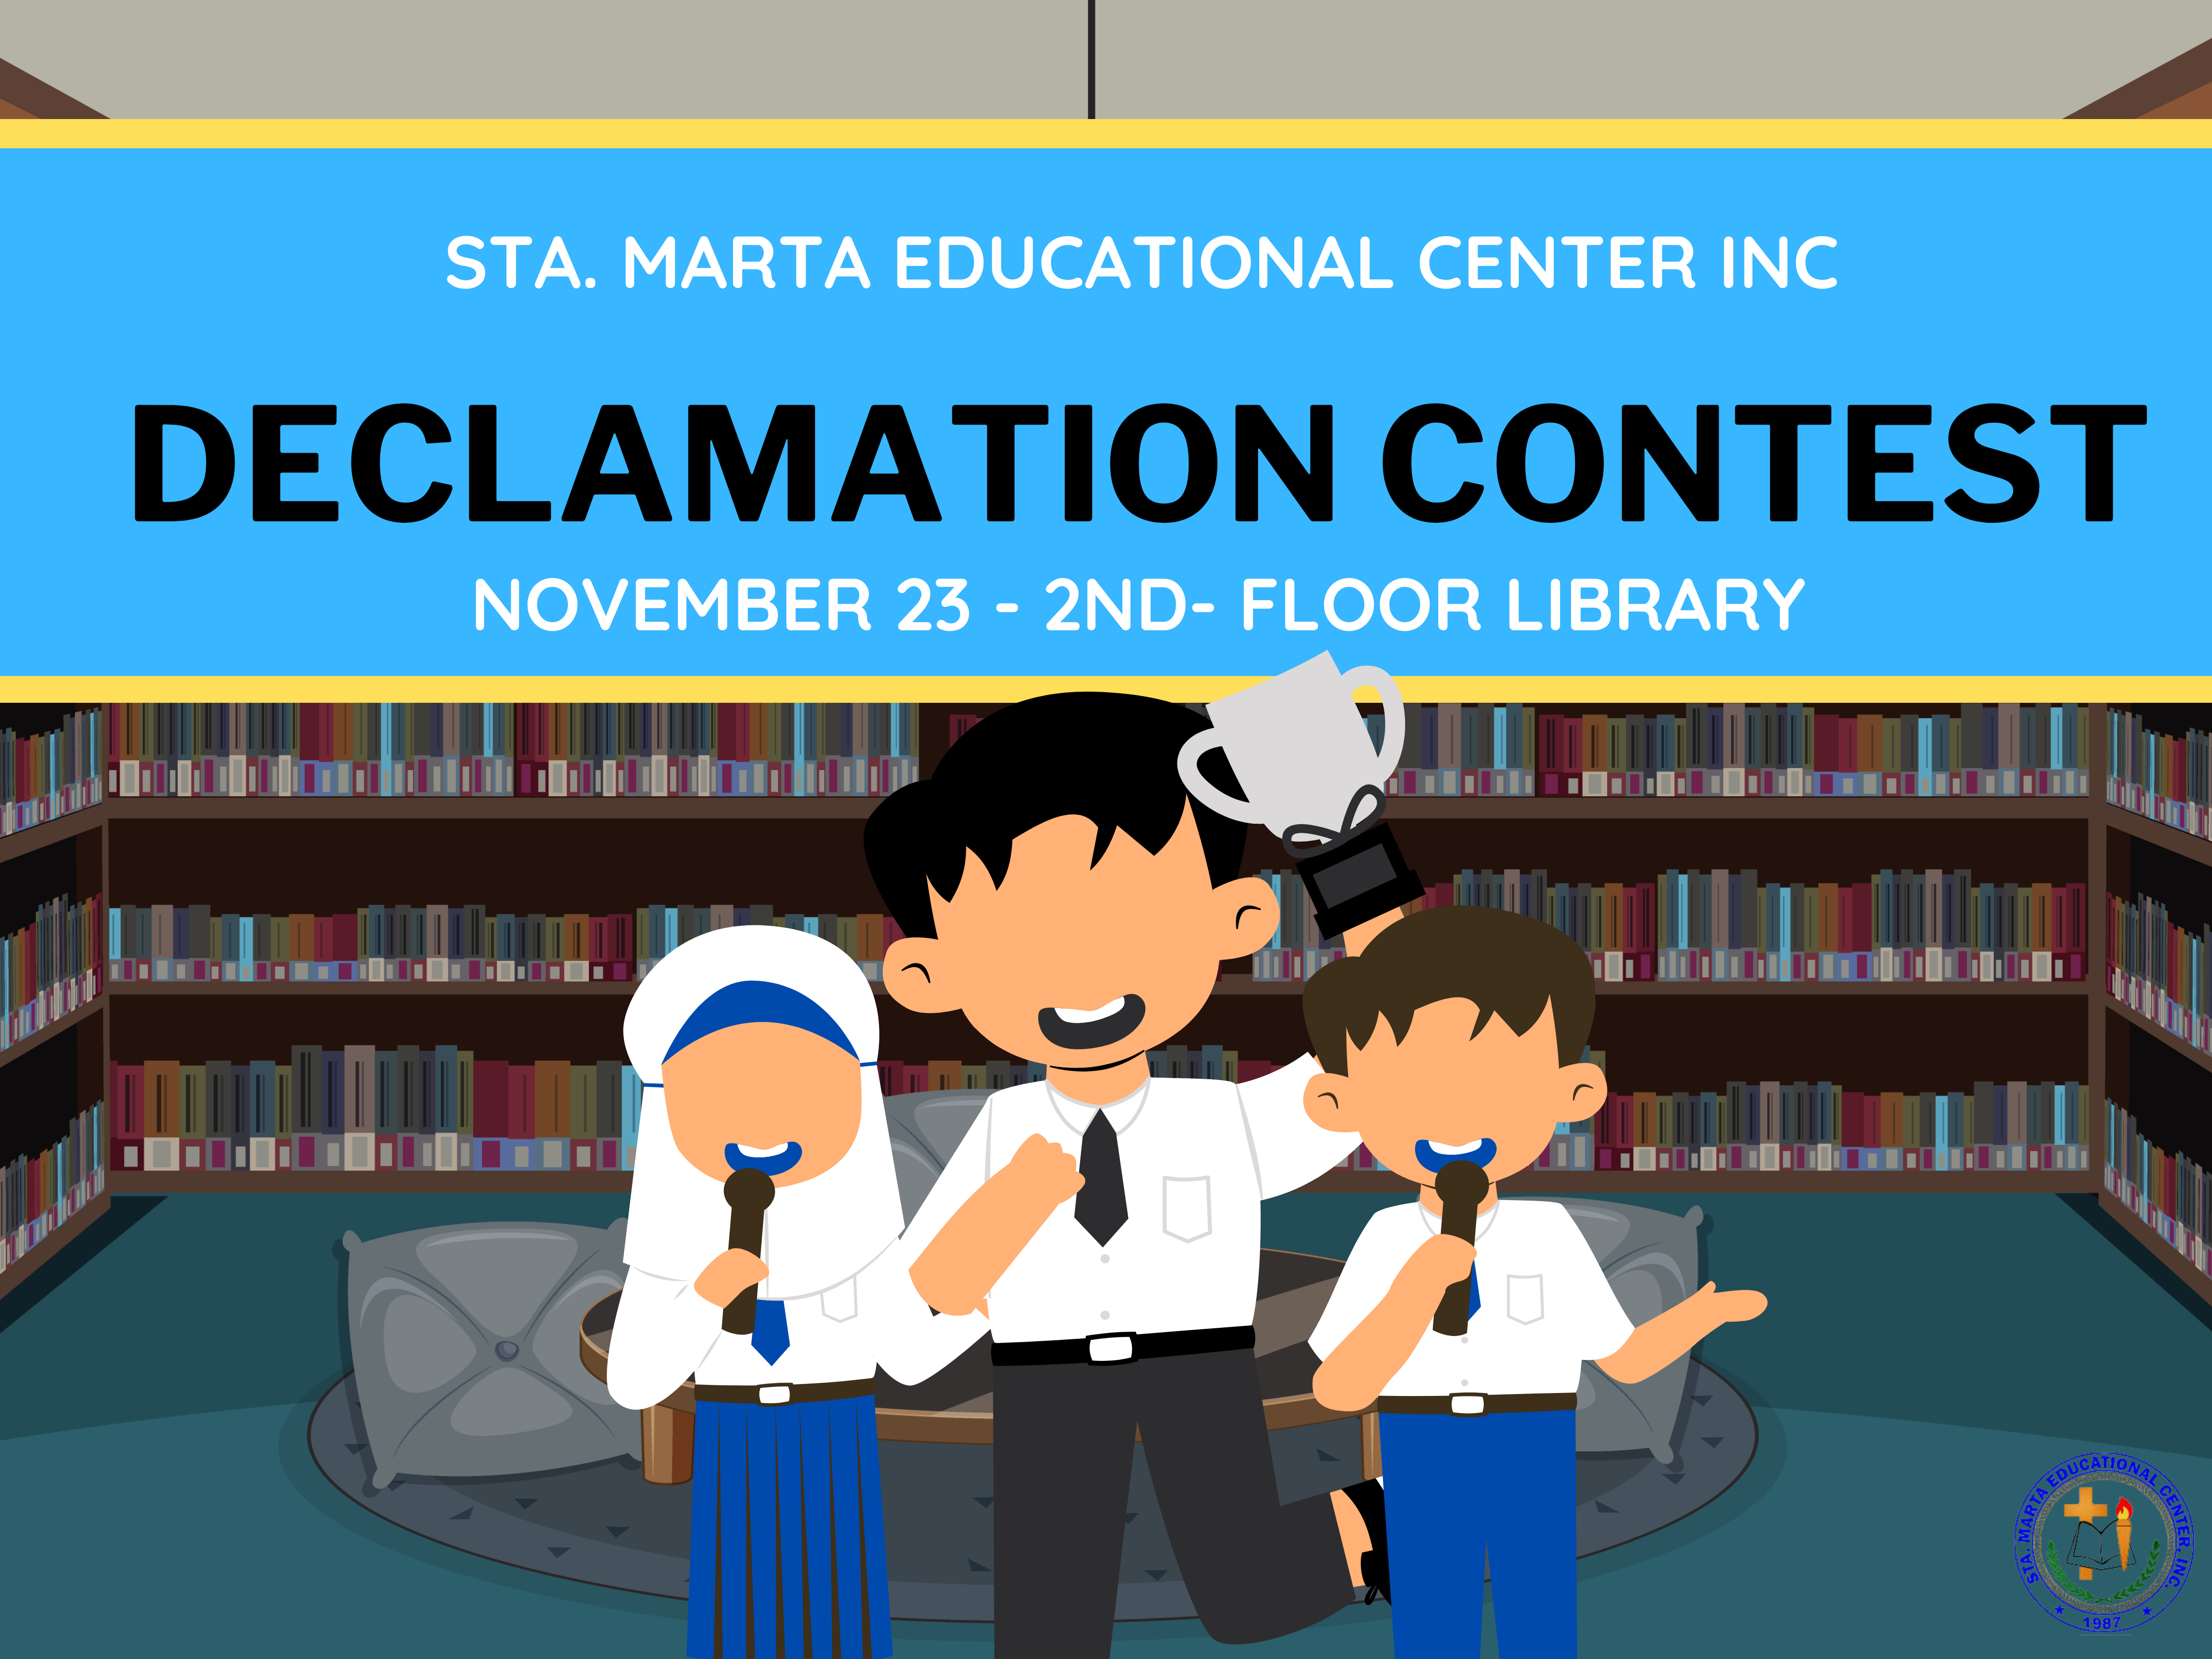 STA. MARTA EDUCATIONAL CENTER INC
DECLAMATION CONTEST
NOVEMBER 23 - 2ND- FLOOR LIBRARY
STA. MARTA EDUCATIONAL CENTER, INC.
1987